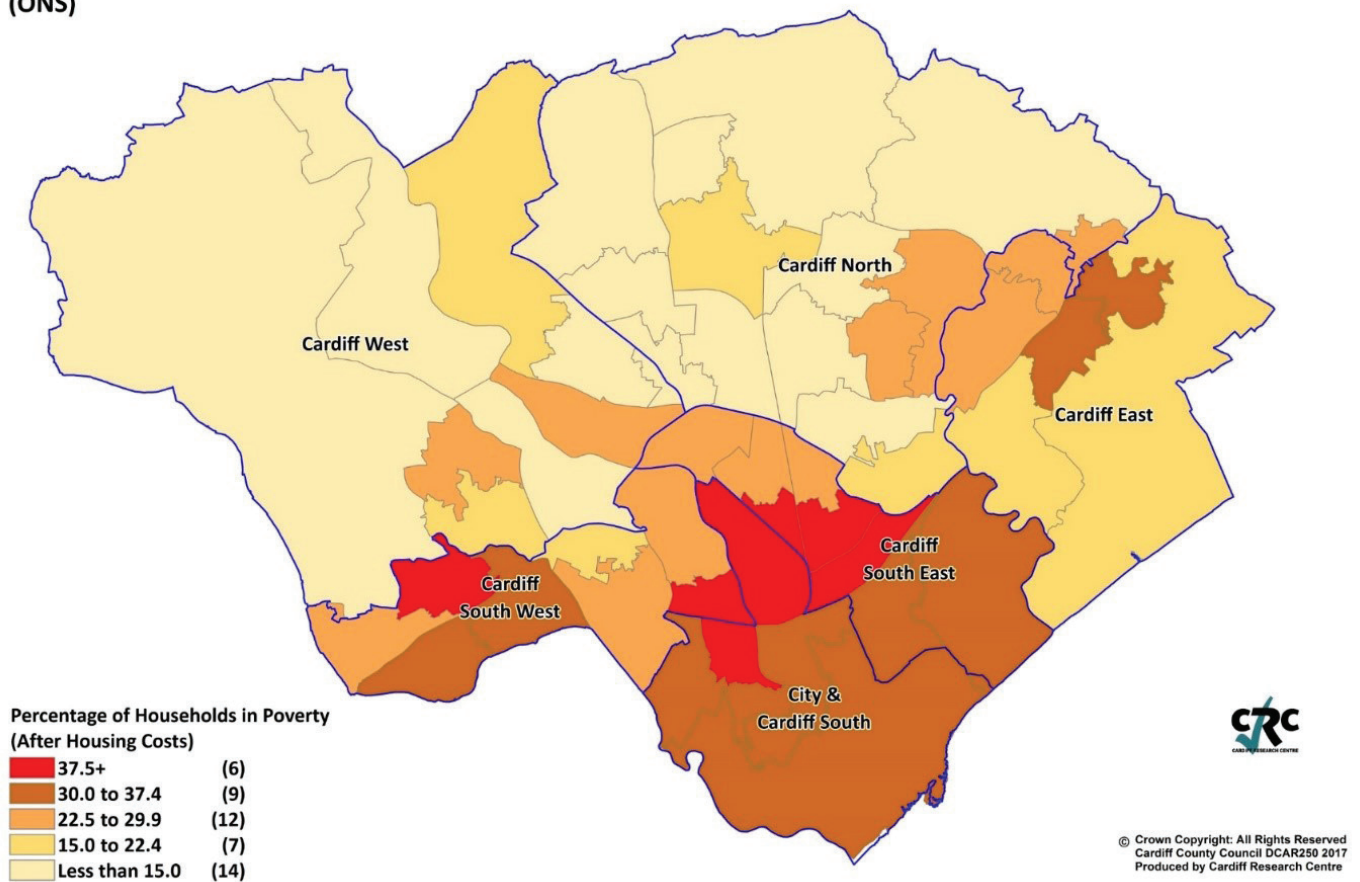 (ONS)
Cardiff North
Cardiff West
Cardiff East
Cardiff
South East
Cardiff
South West
City &
Cardiff South
Percentage of Households in Poverty
(After Housing Costs)
37.5+ (6)
30.0 to 37.4 (9)
22.5 to 29.9 (12)
15.0 to 22.4 (7)
Less than 15.0 (14)
CRC
CARDIFF RESEARCH CENTRE
© Crown Copyright: All Rights Reserved
Cardiff County Council DCAR250 2017
Produced by Cardiff Research Centre